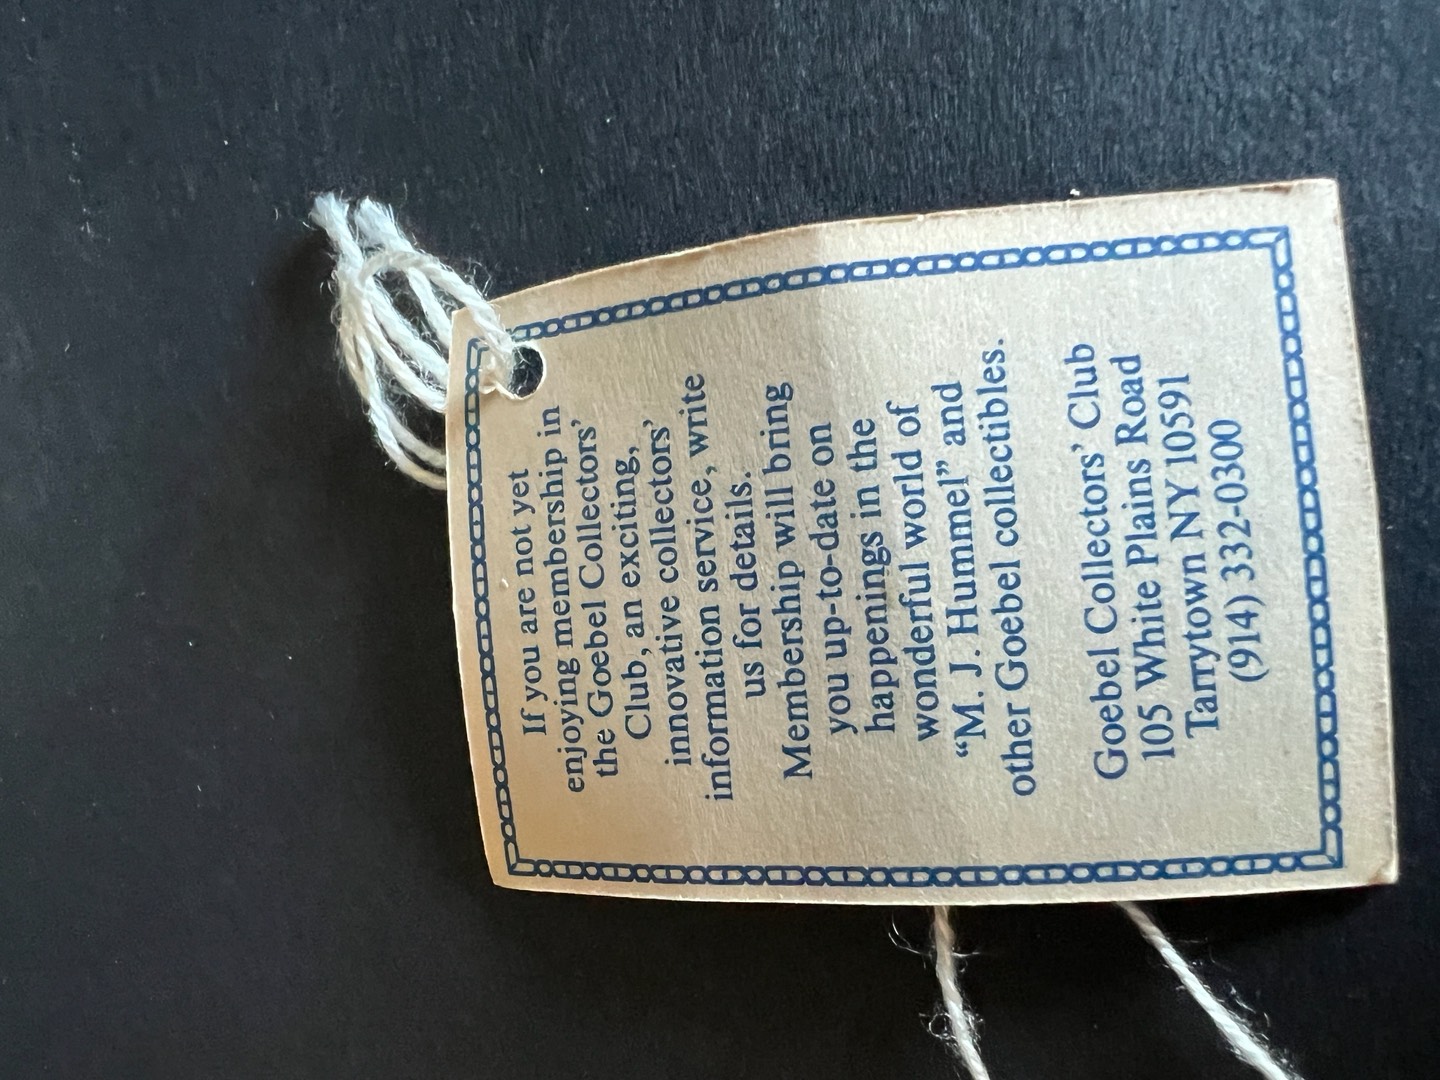 If you are not yet
enjoying membership in
the Goebel Collectors’
Club, an exciting,
innovative collectors’
information service, write
us for details.
Membership will bring
you up-to-date on
happenings in the
wonderful world of
“M. J. Hummel” and
other Goebel collectibles.
Goebel Collectors’ Club
105 White Plains Road
Tarrytown NY 10591
(914) 332-0300